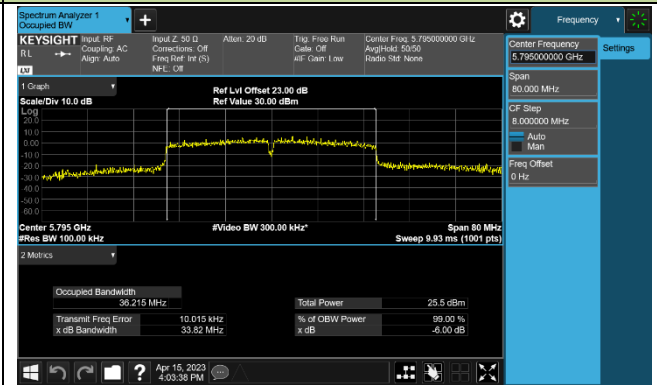 Spectrum Analyzer 1
Occupied BW
+
Frequency
KEYSIGHT Input: RF
RL
Coupling: AC
Align: Auto
LXI
Input Z: 50 Ω
Corrections: Off
Freq Ref: Int (S)
NFE: Off
Atten: 20 dB
Trig: Free Run
Gate: Off
#IF Gain: Low
Center Freq: 5.795000000 GHz
Avg|Hold: 50/50
Radio Std: None
Center Frequency
5.795000000 GHz
Settings
Span
80.000 MHz
CF Step
8.000000 MHz
Auto
Man
Freq Offset
0 Hz
1 Graph
Scale/Div 10.0 dB
Ref Lvl Offset 23.00 dB
Ref Value 30.00 dBm
Log
20.0
10.0
0.00
-10.0
-20.0
-30.0
-40.0
-50.0
-60.0
Center 5.795 GHz
#Video BW 300.00 kHz*
Span 80 MHz
#Res BW 100.00 kHz
Sweep 9.93 ms (1001 pts)
2 Metrics
Occupied Bandwidth
36.215 MHz
Total Power 25.5 dBm
Transmit Freq Error 10.015 kHz
% of OBW Power 99.00 %
x dB Bandwidth 33.82 MHz
x dB -6.00 dB
?
Apr 15, 2023
4:03:38 PM